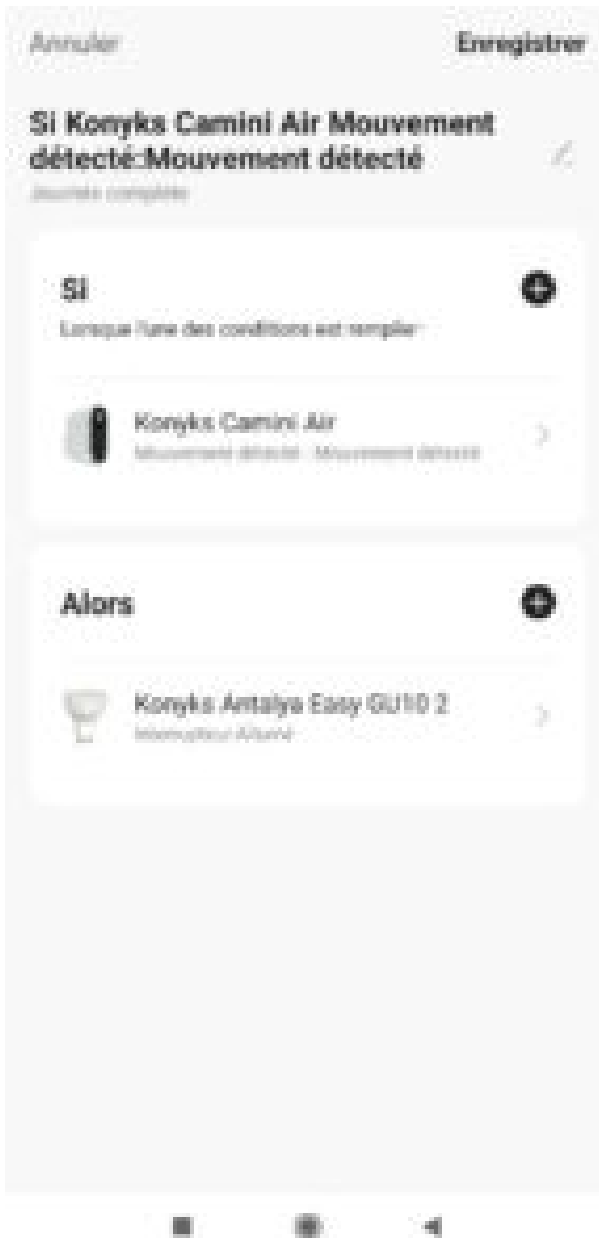 Annuler
Enregistrer
Si Konyks Camini Air Mouvement
détecté:Mouvement détecté
Journée complète
Si
Lorsque l'une des conditions est remplie
Konyks Camini Air
Mouvement détecté : Mouvement détecté
Alors
Konyks Antalya Easy GU10 2
Interrupteur Allumé